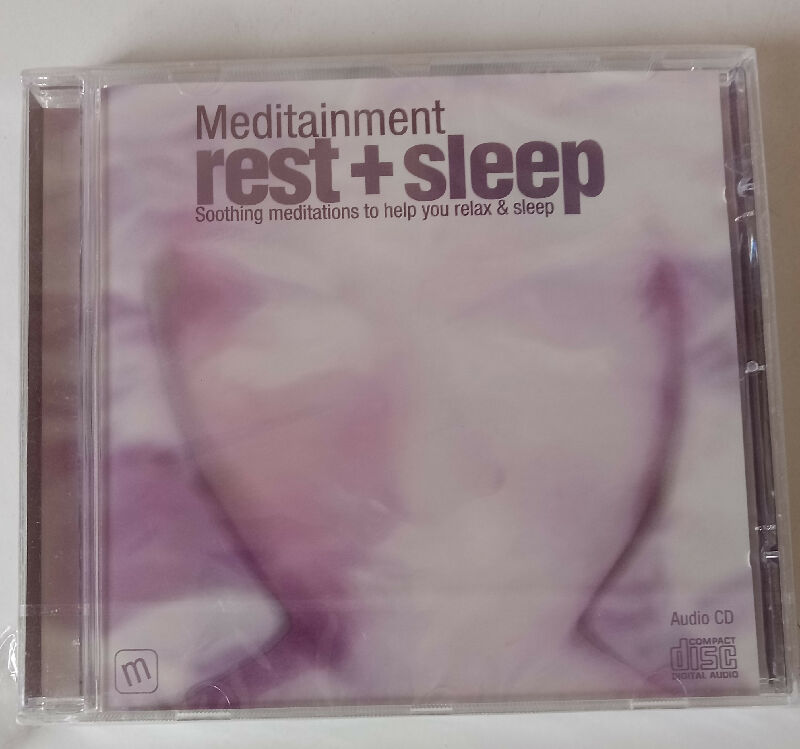 Meditainment
rest + sleep
Soothing meditations to help you relax & sleep
Audio CD
COMPACT
disc
DIGITAL AUDIO
m